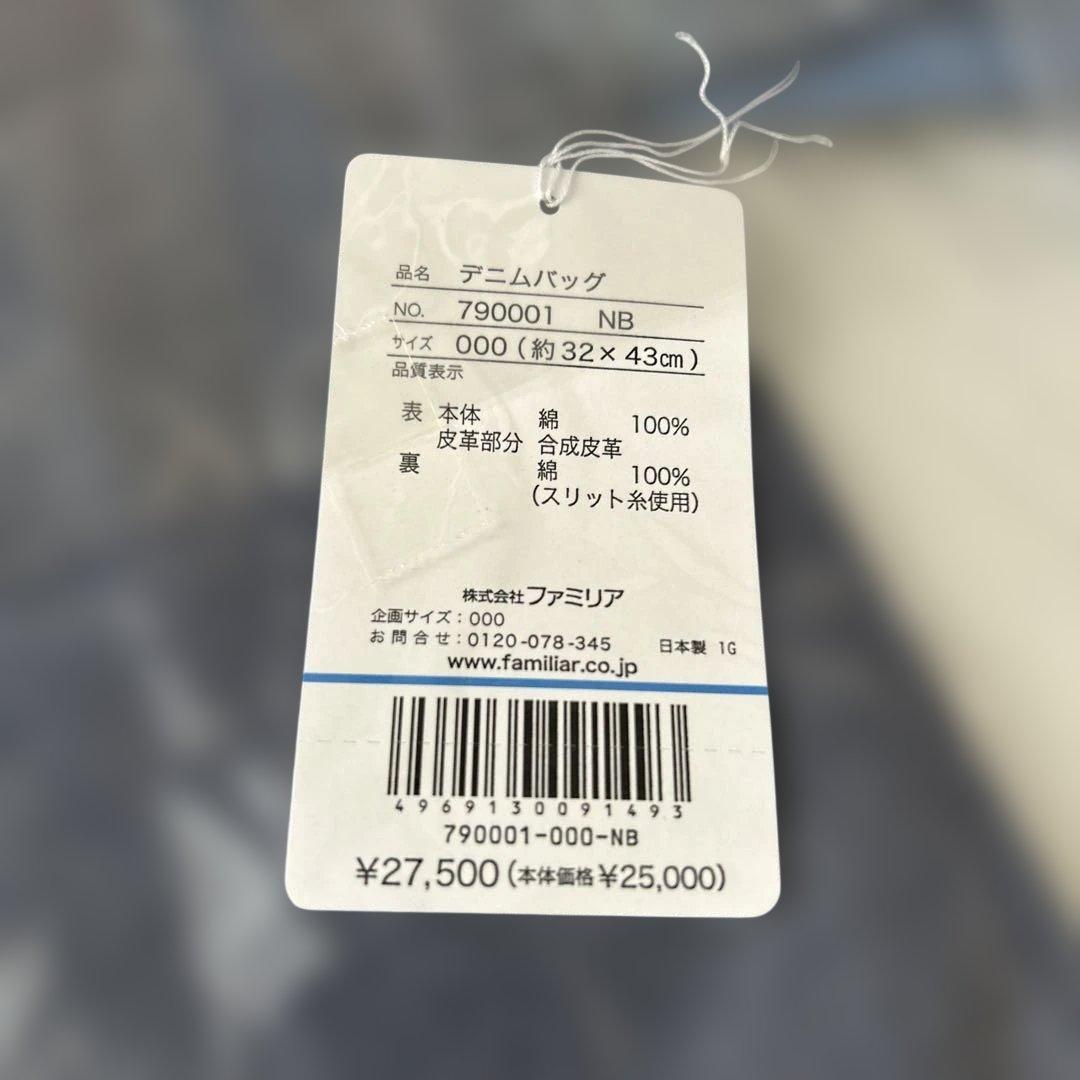 品名 デニムバッグ
NO. 790001 NB
サイズ 000 (約32×43㎝)
品質表示
表 本体 綿 100%
皮革部分 合成皮革
裏 綿 100%
(スリット糸使用)
株式会社ファミリア
企画サイズ:000
お問合せ:0120-078-345 日本製 1G
www.familiar.co.jp
4969130091493
790001-000-NB
¥27,500(本体価格¥25,000)